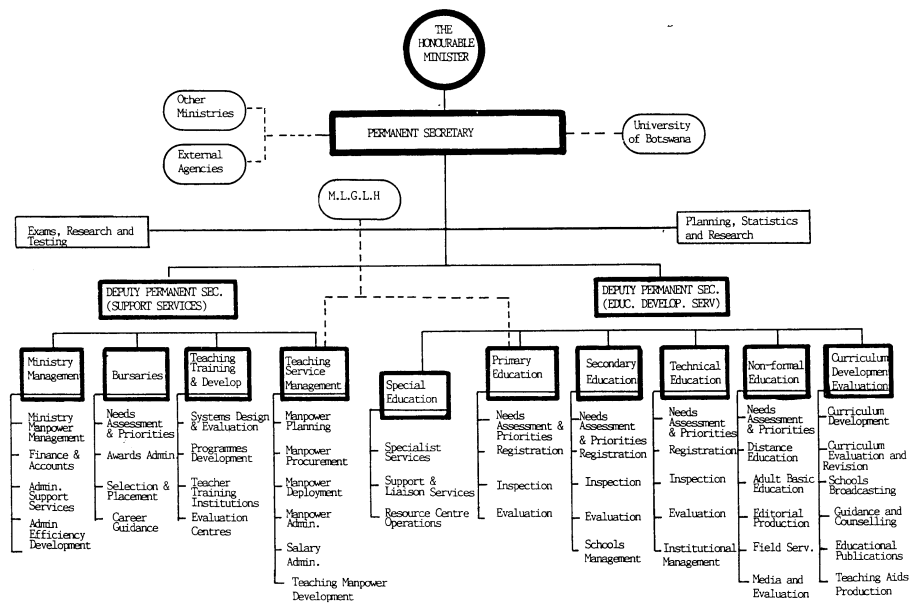 THE
HONOURABLE
MINISTER
Other
Ministries
PERMANENT SECRETARY
University
of Botswana
External
Agencies
M.L.G.L.H
Exams, Research and
Testing
Planning, Statistics
and Research
DEPUTY PERMANENT SEC.
(SUPPORT SERVICES)
DEPUTY PERMANENT SEC.
(EDUC. DEVELOP. SERV)
Ministry
Management
Ministry
Manpower
Management
Finance &
Accounts
Admin.
Support
Services
Admin
Efficiency
Development
Bursaries
Needs
Assessment
& Priorities
Awards Admin.
Selection &
Placement
Career
Guidance
Teaching
Training
& Develop
Systems Design
& Evaluation
Programmes
Development
Teacher
Training
Institutions
Evaluation
Centres
Teaching
Service
Management
Manpower
Planning
Manpower
Procurement
Manpower
Deployment
Manpower
Admin.
Salary
Admin.
Teaching Manpower
Development
Special
Education
Specialist
Services
Support &
Liaison Services
Resource Centre
Operations
Primary
Education
Needs
Assessment &
Priorities
Registration
Inspection
Evaluation
Secondary
Education
Needs
Assessment
& Priorities
Registration
Inspection
Evaluation
Schools
Management
Technical
Education
Needs
Assessment
& Priorities
Registration
Inspection
Evaluation
Institutional
Management
Non-formal
Education
Needs
Assessment
& Priorities
Distance
Education
Adult Basic
Education
Editorial
Production
Field Serv.
Media and
Evaluation
Curriculum
Development
Evaluation
Curriculum
Development
Curriculum
Evaluation and
Revision
Schools
Broadcasting
Guidance and
Counselling
Educational
Publications
Teaching Aids
Production